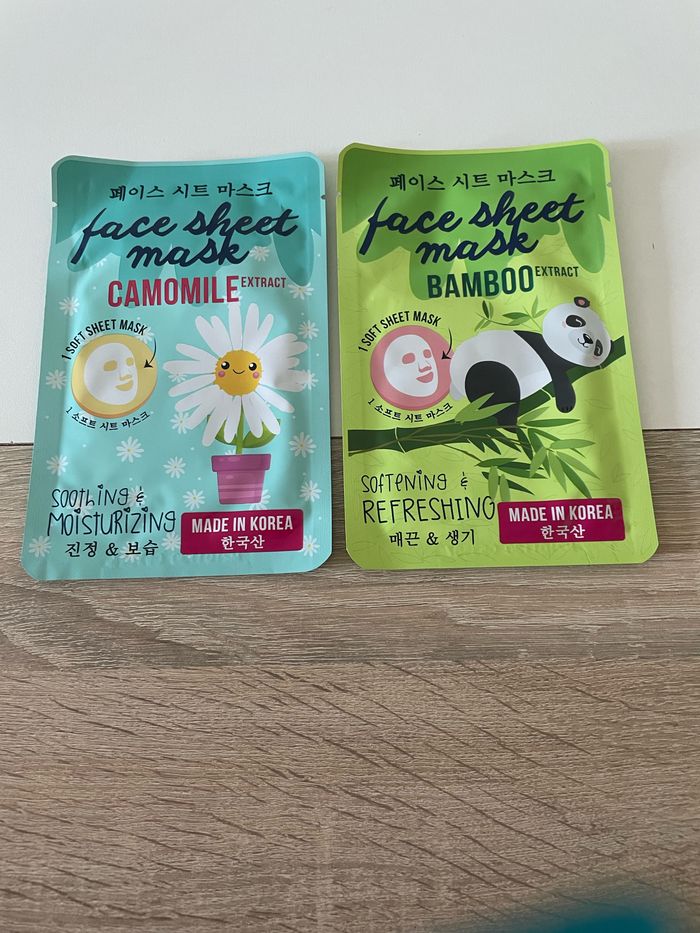 페이스 시트 마스크
face sheet
mask
CAMOMILE EXTRACT
1 SOFT SHEET MASK
1 소프트 시트 마스크
soothing &
MOISTURIZING
진정 & 보습
MADE IN KOREA
한국산
페이스 시트 마스크
face sheet
mask
BAMBOO EXTRACT
1 SOFT SHEET MASK
1 소프트 시트 마스크
SOFTENING &
REFRESHING
매끈 & 생기
MADE IN KOREA
한국산